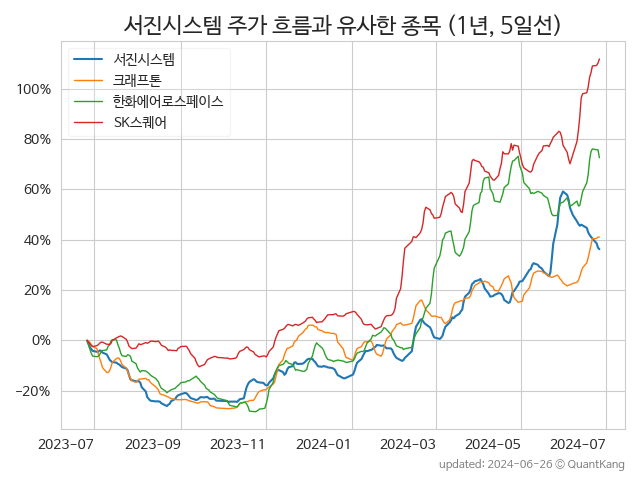 서진시스템 주가 흐름과 유사한 종목 (1년, 5일선)
서진시스템
크래프톤
한화에어로스페이스
SK스퀘어
100%
80%
60%
40%
20%
0%
−20%
2023-07 2023-09 2023-11 2024-01 2024-03 2024-05 2024-07
updated: 2024-06-26 © QuantKang